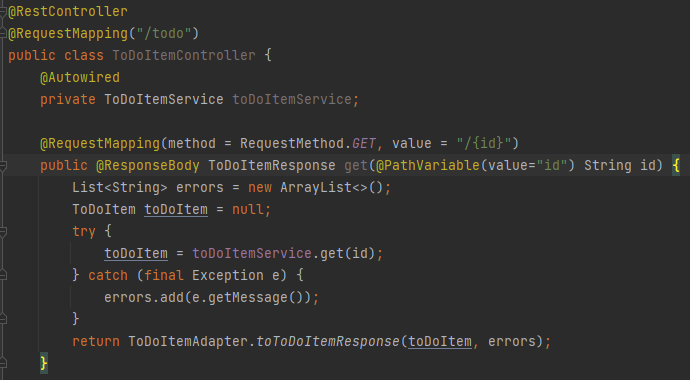 @RestController
@RequestMapping("/todo")
public class ToDoItemController {
@Autowired
private ToDoItemService toDoItemService;
@RequestMapping(method = RequestMethod.GET, value = "/{id}")
public @ResponseBody ToDoItemResponse get(@PathVariable(value="id") String id) {
List<String> errors = new ArrayList<>();
ToDoItem toDoItem = null;
try {
toDoItem = toDoItemService.get(id);
} catch (final Exception e) {
errors.add(e.getMessage());
}
return ToDoItemAdapter.toToDoItemResponse(toDoItem, errors);
}